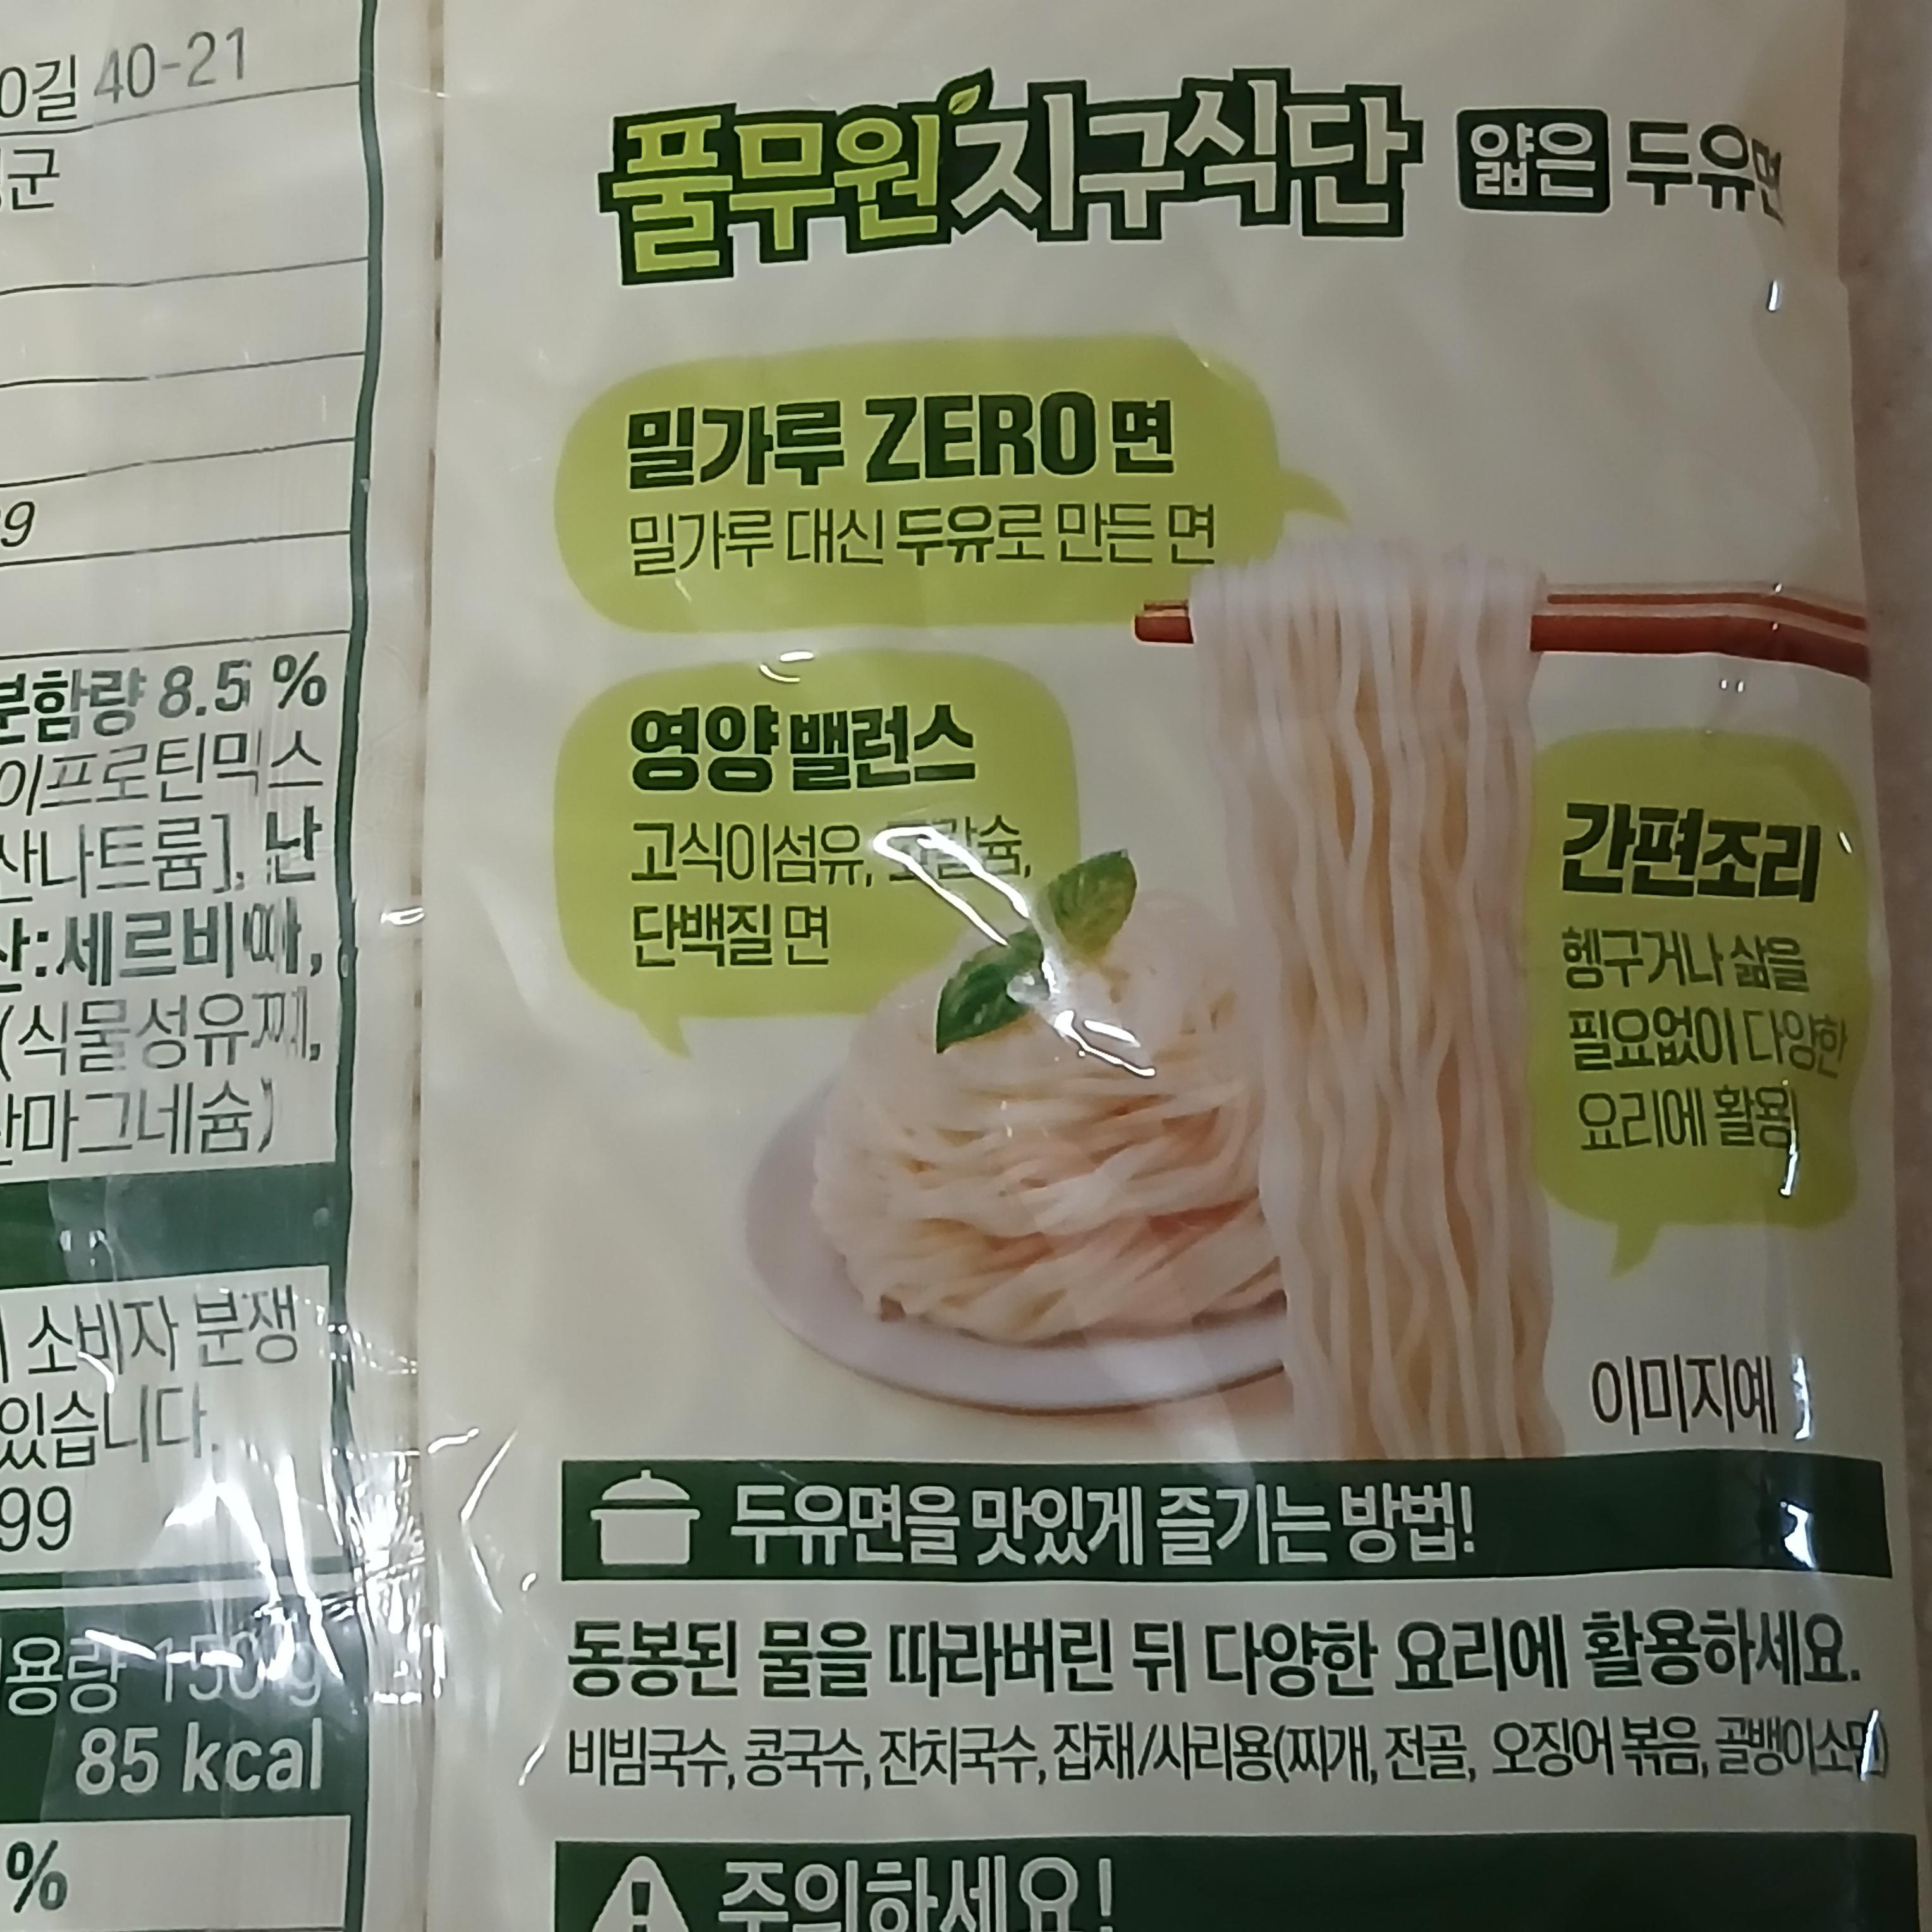 0길 40-21
군
9
분함량 8.5 %
이프로틴믹스
산나트륨], 난
산:세르비아,
(식물성유지,
산마그네슘)
소비자 분쟁
있습니다.
99
용량 150 g
85 kcal
%
풀무원 지구식단 얇은 두유면
밀가루 ZERO 면
밀가루 대신 두유로 만든 면
영양 밸런스
고식이섬유, 고칼슘,
단백질 면
간편조리
헹구거나 삶을
필요없이 다양한
요리에 활용
이미지예
두유면을 맛있게 즐기는 방법!
동봉된 물을 따라버린 뒤 다양한 요리에 활용하세요.
비빔국수, 콩국수, 잔치국수, 잡채/사리용(찌개, 전골, 오징어 볶음, 골뱅이소면)
주의하세요!